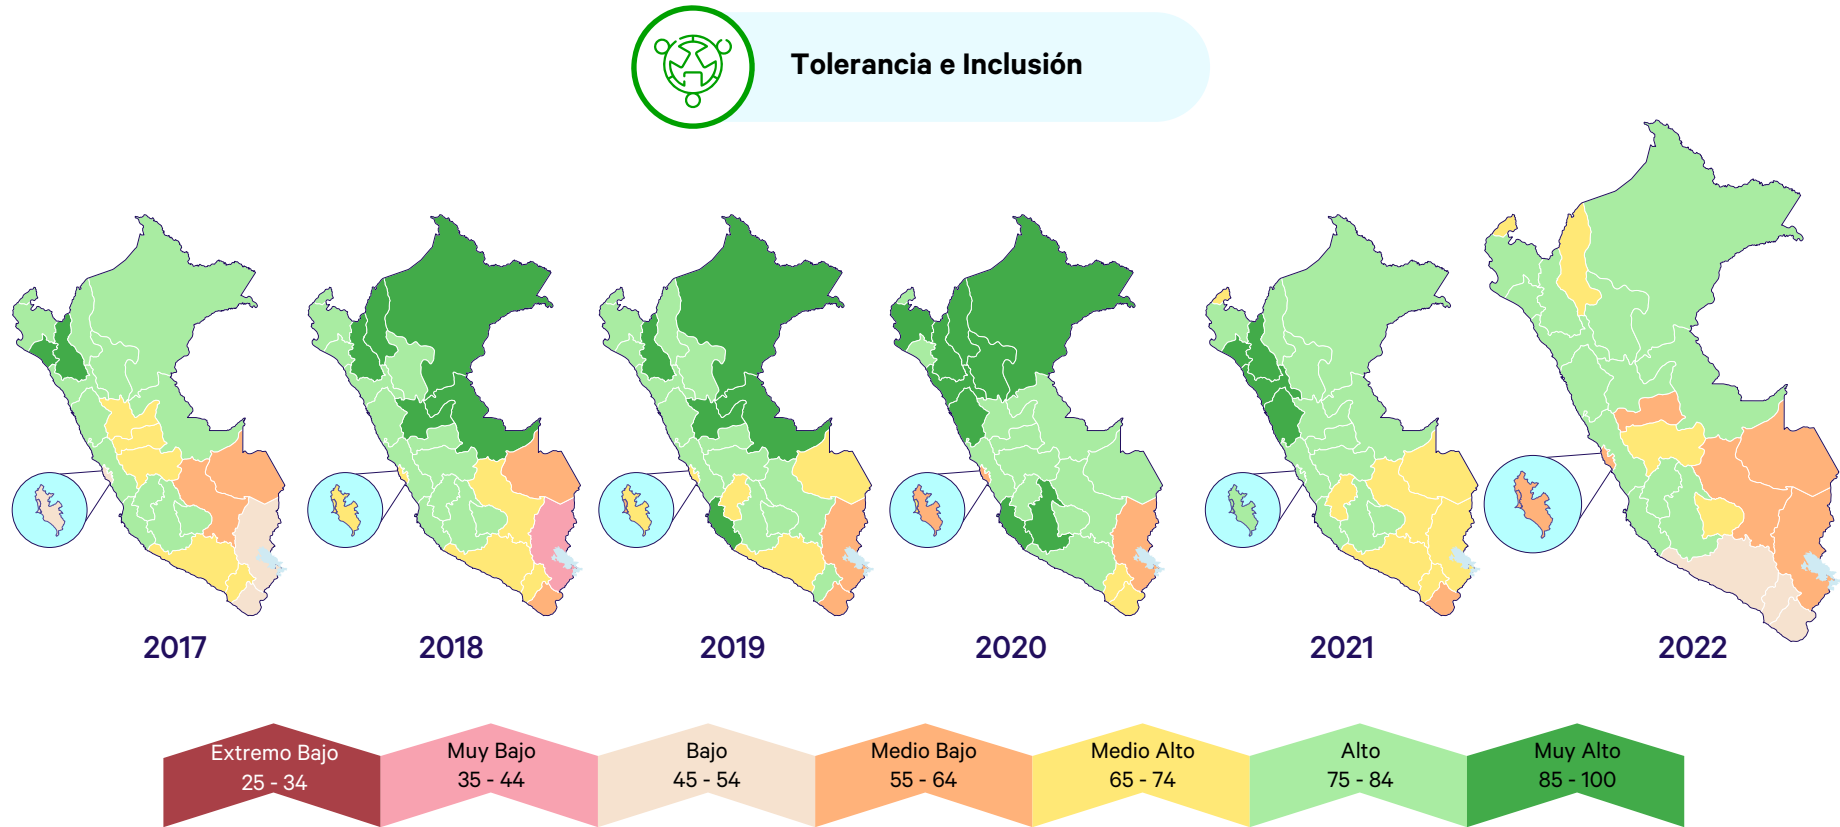 Tolerancia e Inclusión
2017
2018
2019
2020
2021
2022
Extremo Bajo
25 - 34
Muy Bajo
35 - 44
Bajo
45 - 54
Medio Bajo
55 - 64
Medio Alto
65 - 74
Alto
75 - 84
Muy Alto
85 - 100